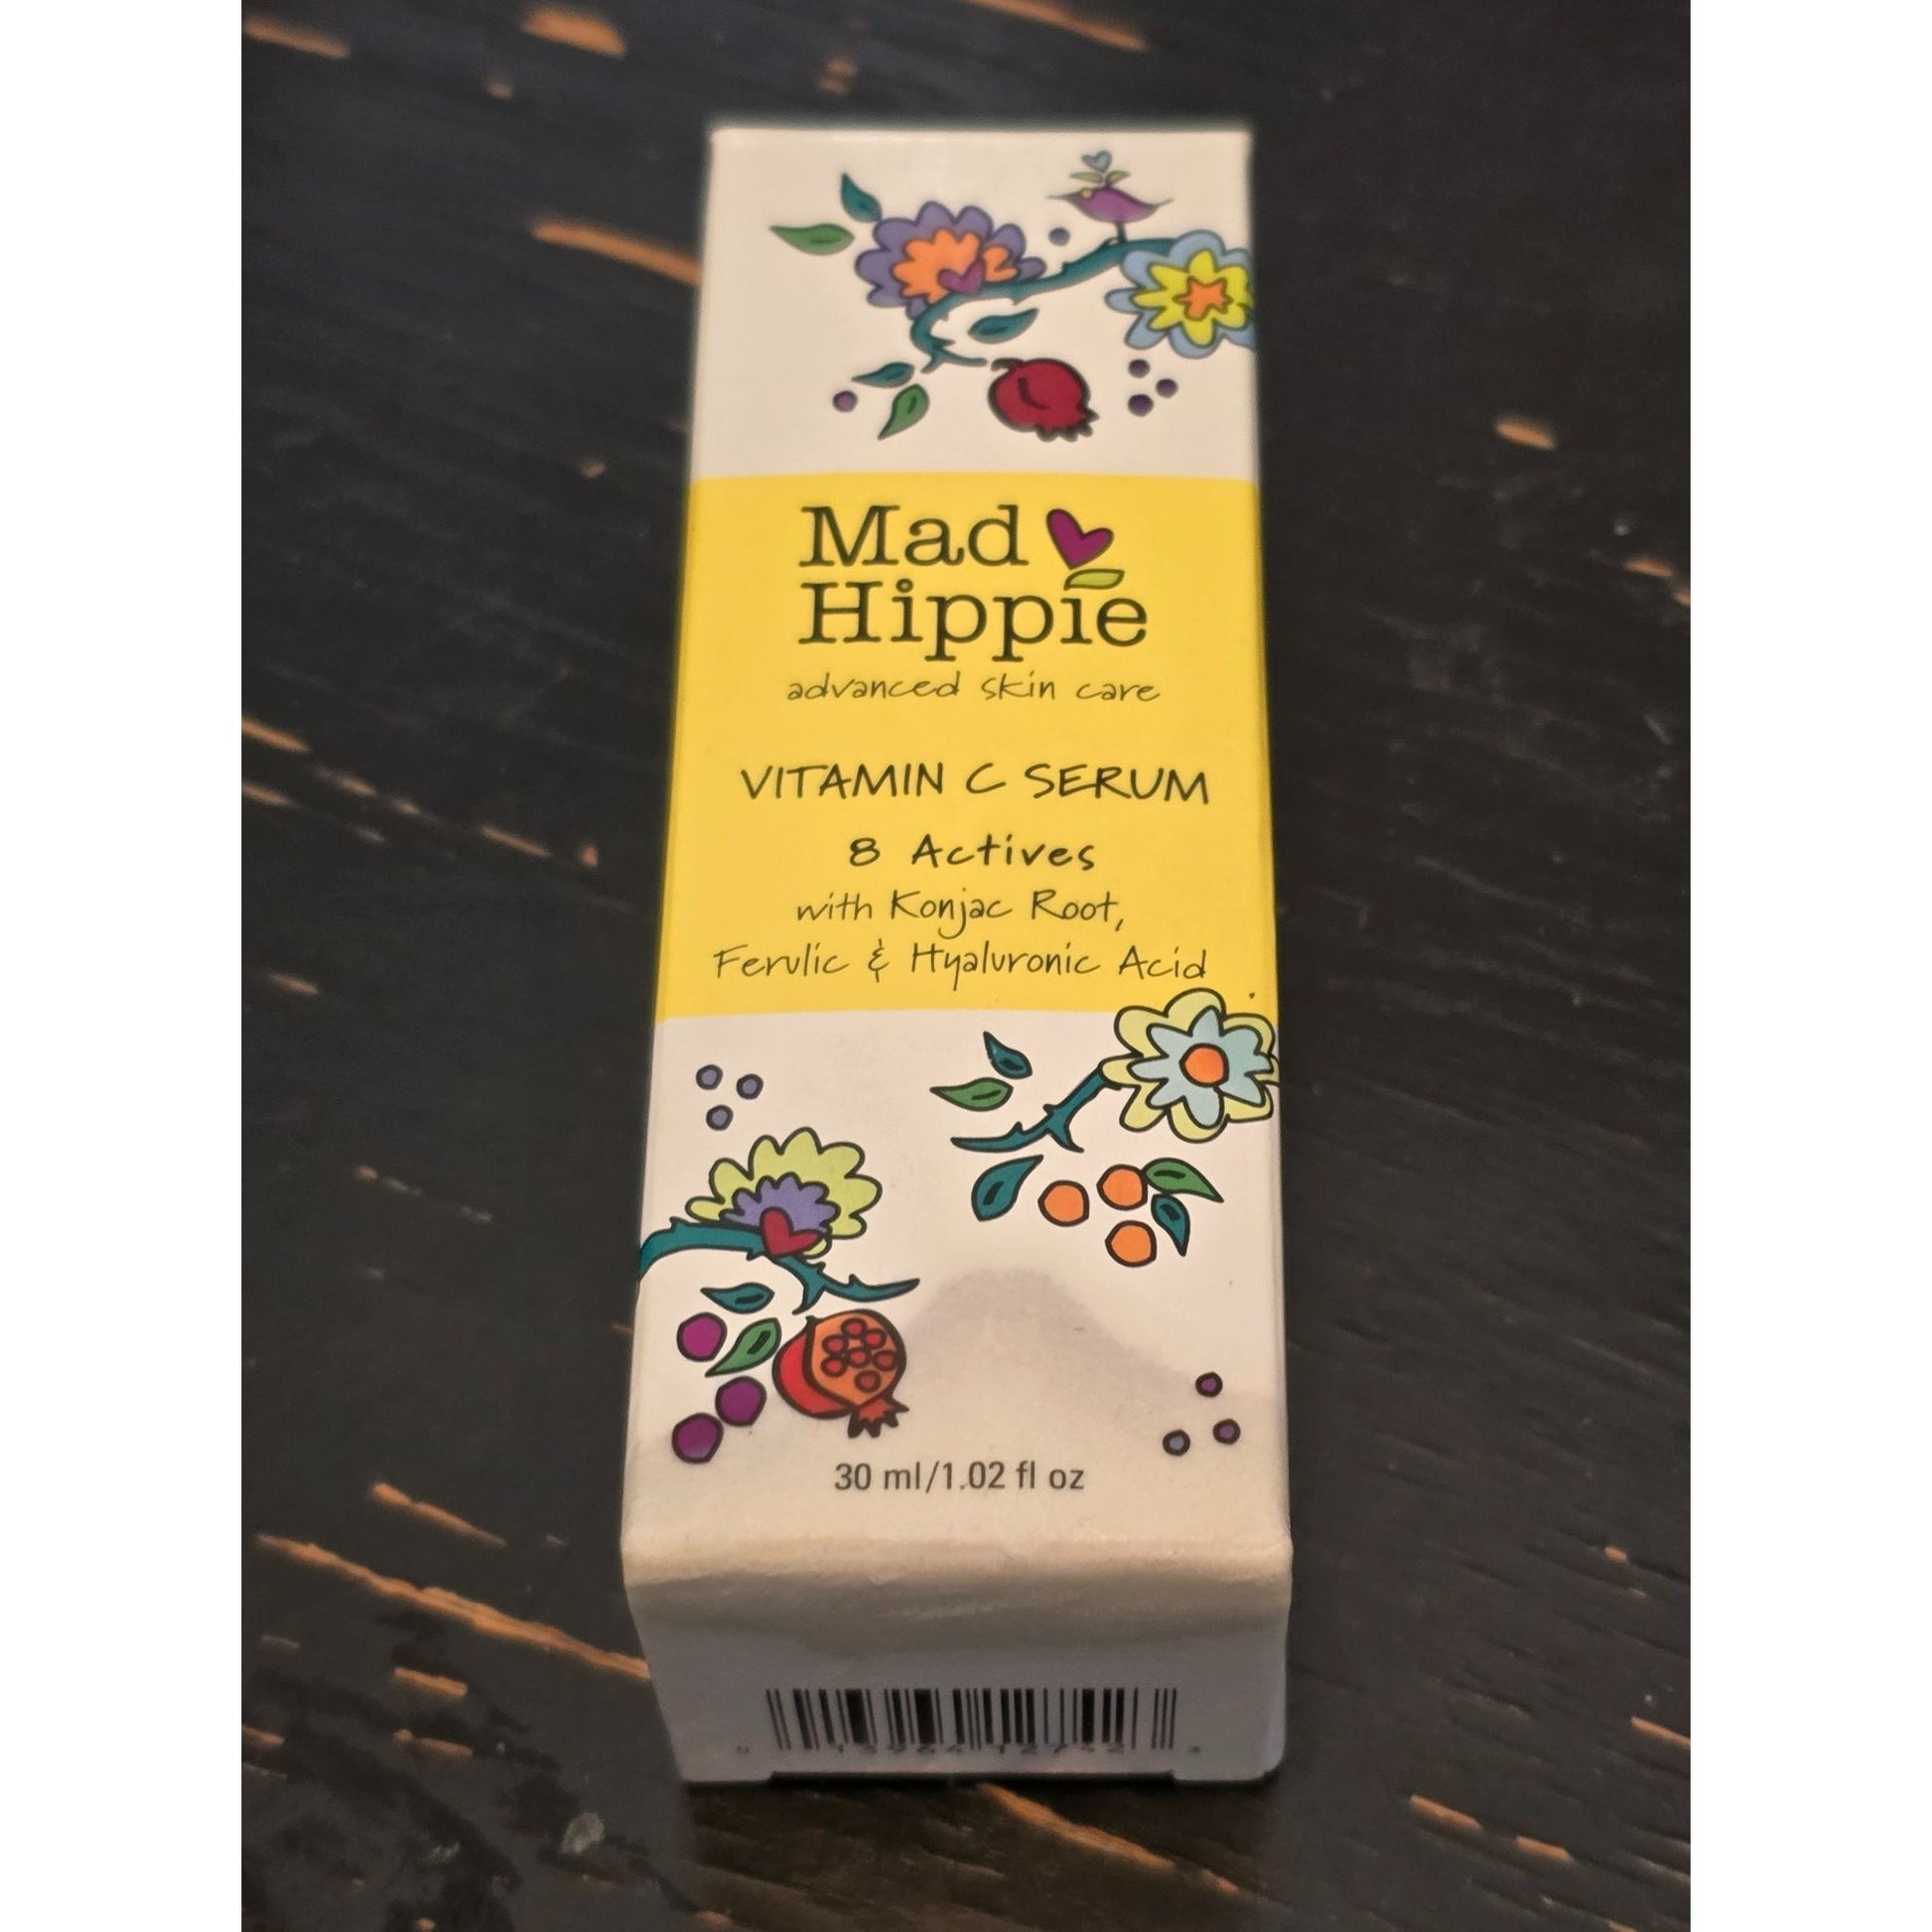 Mad
Hippie
advanced skin care
VITAMIN C SERUM
8 Actives
with Konjac Root,
Ferulic & Hyaluronic Acid
30 ml/1.02 fl oz